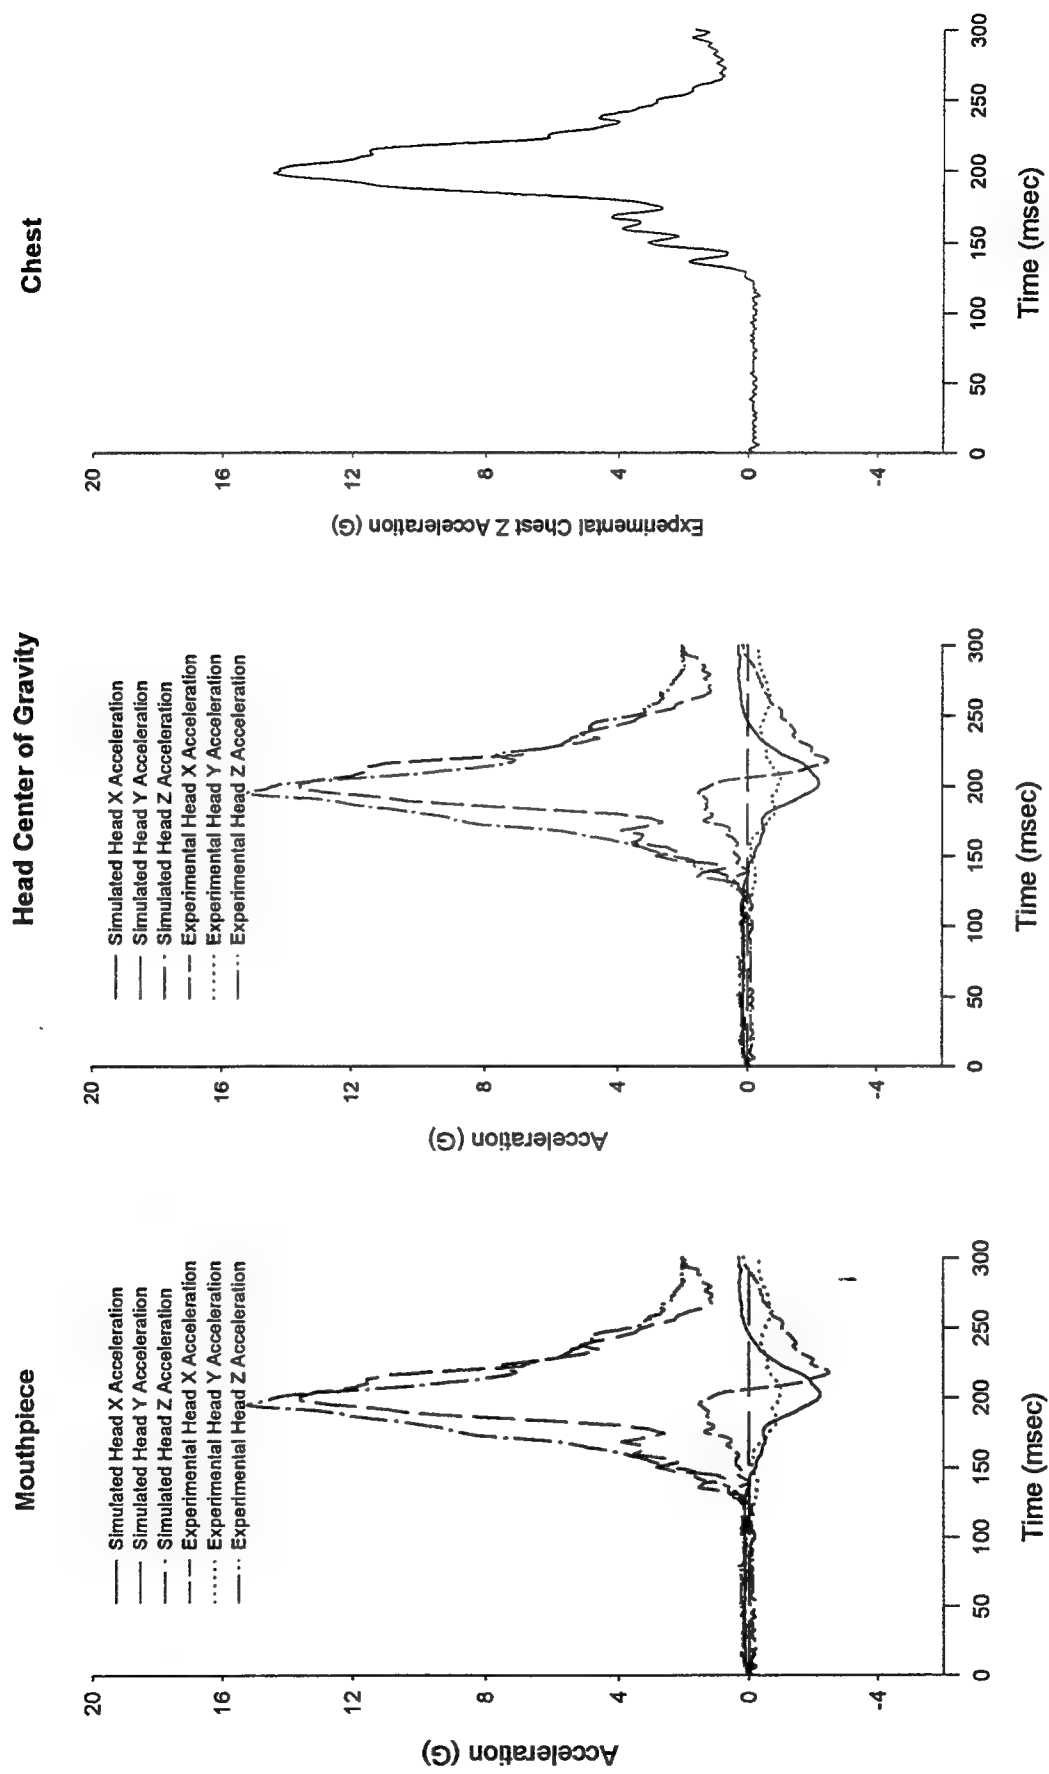 Mouthpiece
Simulated Head X Acceleration
Simulated Head Y Acceleration
Simulated Head Z Acceleration
Experimental Head X Acceleration
Experimental Head Y Acceleration
Experimental Head Z Acceleration
Acceleration (G)
20
16
12
8
4
0
-4
0 50 100 150 200 250 300
Time (msec)
Head Center of Gravity
Simulated Head X Acceleration
Simulated Head Y Acceleration
Simulated Head Z Acceleration
Experimental Head X Acceleration
Experimental Head Y Acceleration
Experimental Head Z Acceleration
Acceleration (G)
20
16
12
8
4
0
-4
0 50 100 150 200 250 300
Time (msec)
Chest
Experimental Chest Z Acceleration (G)
20
16
12
8
4
0
-4
0 50 100 150 200 250 300
Time (msec)